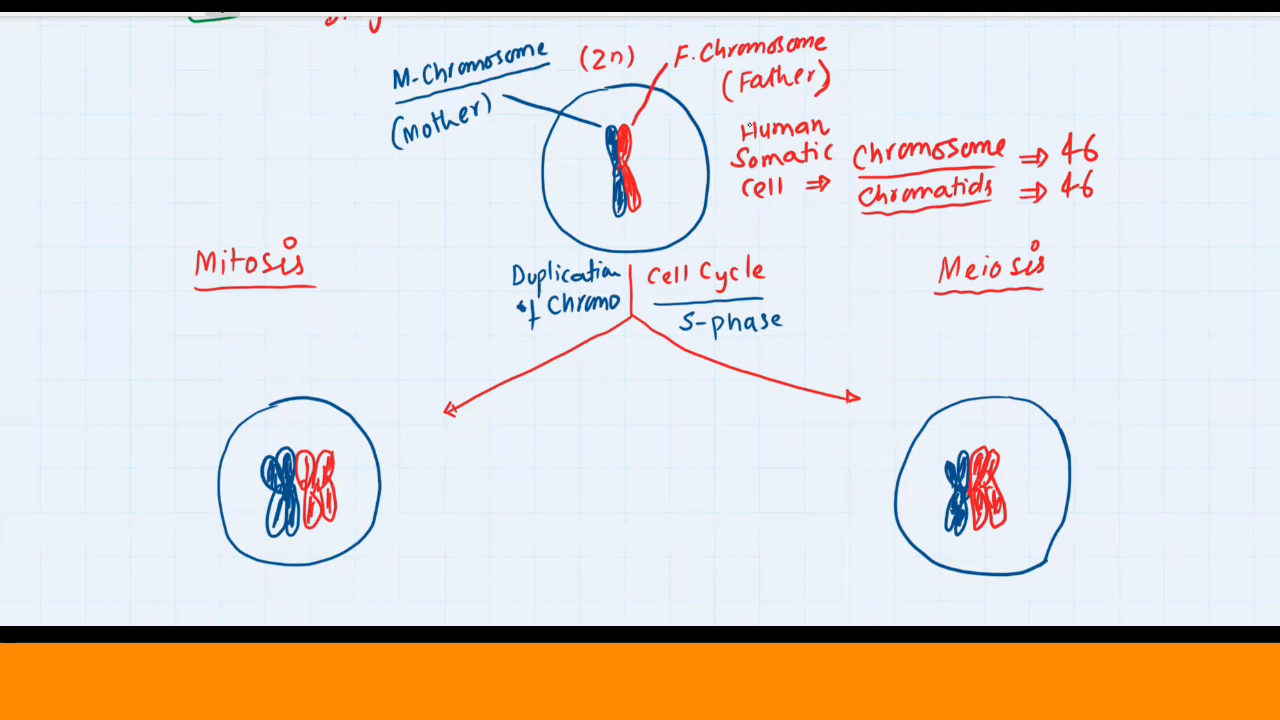 M-Chromosome
(Mother)
(2n)
F. Chromosome
(Father)
Human
Somatic
Cell ⇒
Chromosome ⇒ 46
Chromatids ⇒ 46
Mitosis
Duplication
of Chromo
Cell Cycle
S-phase
Meiosis